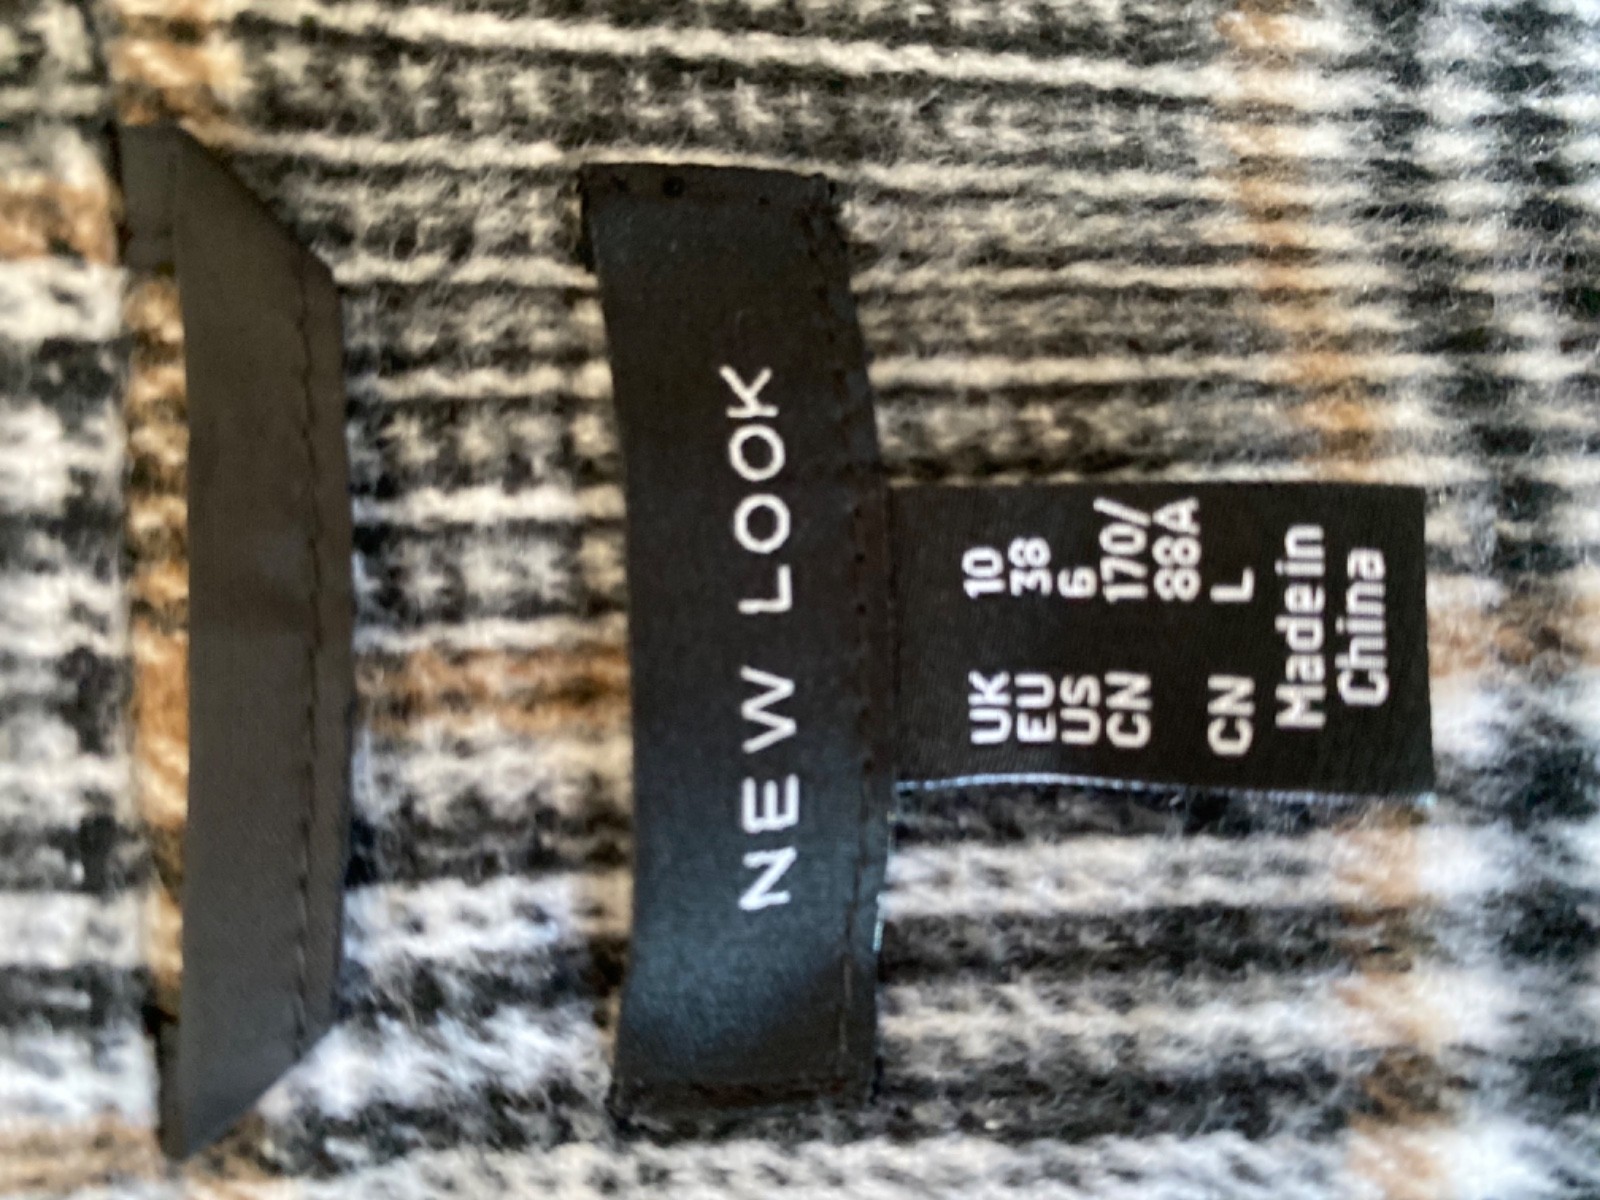 NEW LOOK
UK 10
EU 38
US 6
CN 170/
88A
CN L
Made in
China